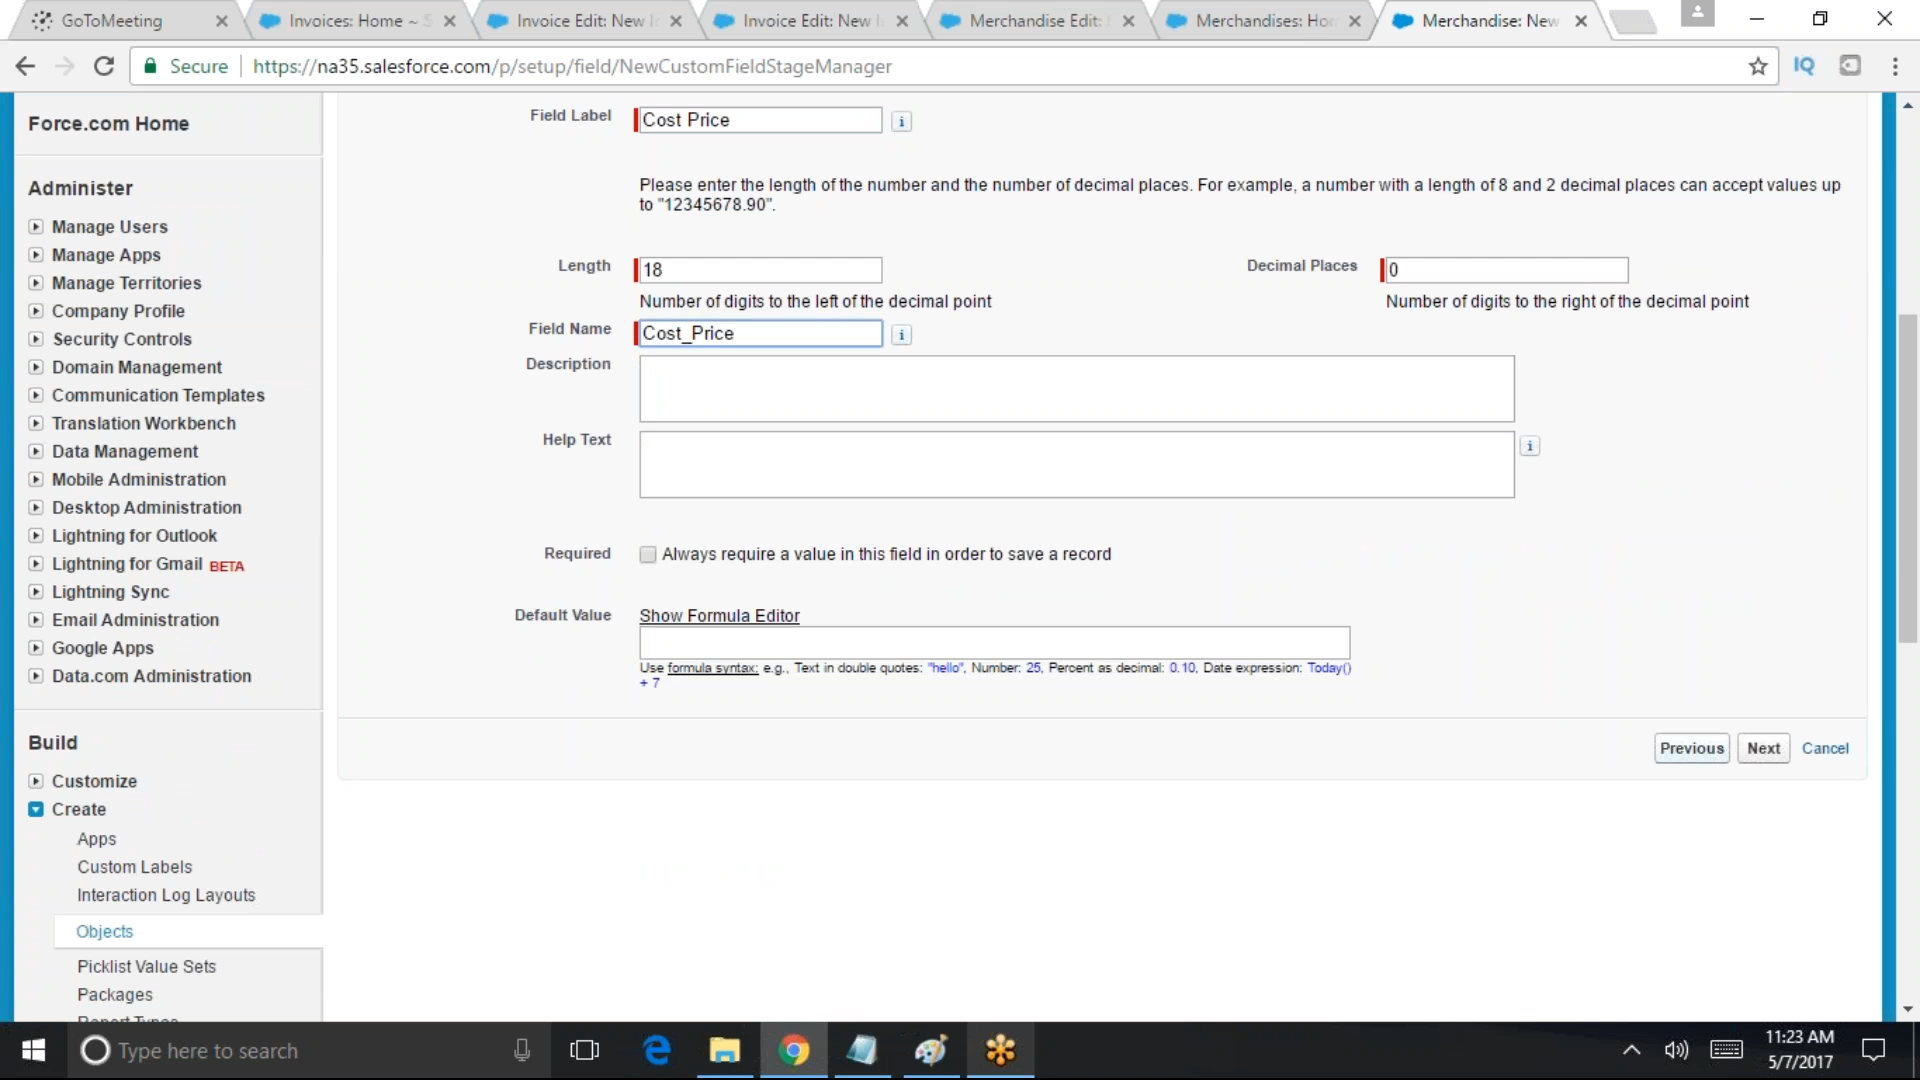 GoToMeeting
Invoices: Home ~ S
Invoice Edit: New I
Invoice Edit: New I
Merchandise Edit:
Merchandises: Hom
Merchandise: New
Secure
https://na35.salesforce.com/p/setup/field/NewCustomFieldStageManager
IQ
Force.com Home
Administer
Manage Users
Manage Apps
Manage Territories
Company Profile
Security Controls
Domain Management
Communication Templates
Translation Workbench
Data Management
Mobile Administration
Desktop Administration
Lightning for Outlook
Lightning for Gmail BETA
Lightning Sync
Email Administration
Google Apps
Data.com Administration
Build
Customize
Create
Apps
Custom Labels
Interaction Log Layouts
Objects
Picklist Value Sets
Packages
Report Types
Field Label
Cost Price
Please enter the length of the number and the number of decimal places. For example, a number with a length of 8 and 2 decimal places can accept values up
to "12345678.90".
Length
18
Number of digits to the left of the decimal point
Decimal Places
0
Number of digits to the right of the decimal point
Field Name
Cost_Price
Description
Help Text
Required
Always require a value in this field in order to save a record
Default Value
Show Formula Editor
Use formula syntax: e.g., Text in double quotes: "hello", Number: 25, Percent as decimal: 0.10, Date expression: Today()
+ 7
Previous
Next
Cancel
Type here to search
11:23 AM
5/7/2017